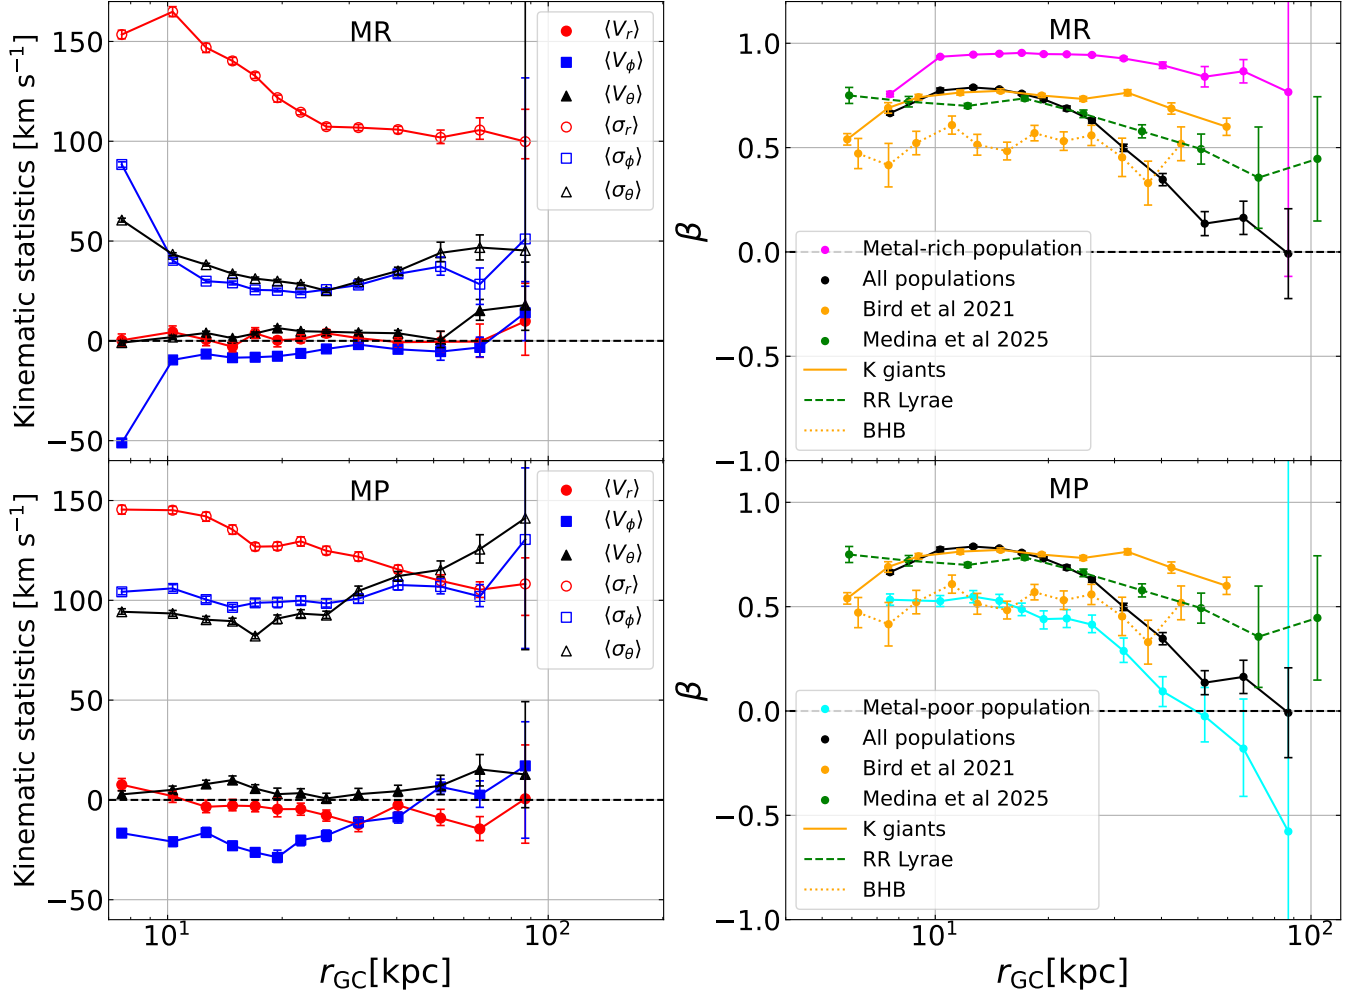 MR
150
100
50
0
−50
Kinematic statistics [km s⁻¹]
⟨V_r⟩
⟨V_ϕ⟩
⟨V_θ⟩
⟨σ_r⟩
⟨σ_ϕ⟩
⟨σ_θ⟩
MR
1.0
0.5
0.0
−0.5
−1.0
β
Metal-rich population
All populations
Bird et al 2021
Medina et al 2025
K giants
RR Lyrae
BHB
MP
150
100
50
0
−50
Kinematic statistics [km s⁻¹]
⟨V_r⟩
⟨V_ϕ⟩
⟨V_θ⟩
⟨σ_r⟩
⟨σ_ϕ⟩
⟨σ_θ⟩
10¹ 10²
r_GC[kpc]
MP
1.0
0.5
0.0
−0.5
−1.0
β
Metal-poor population
All populations
Bird et al 2021
Medina et al 2025
K giants
RR Lyrae
BHB
10¹ 10²
r_GC[kpc]